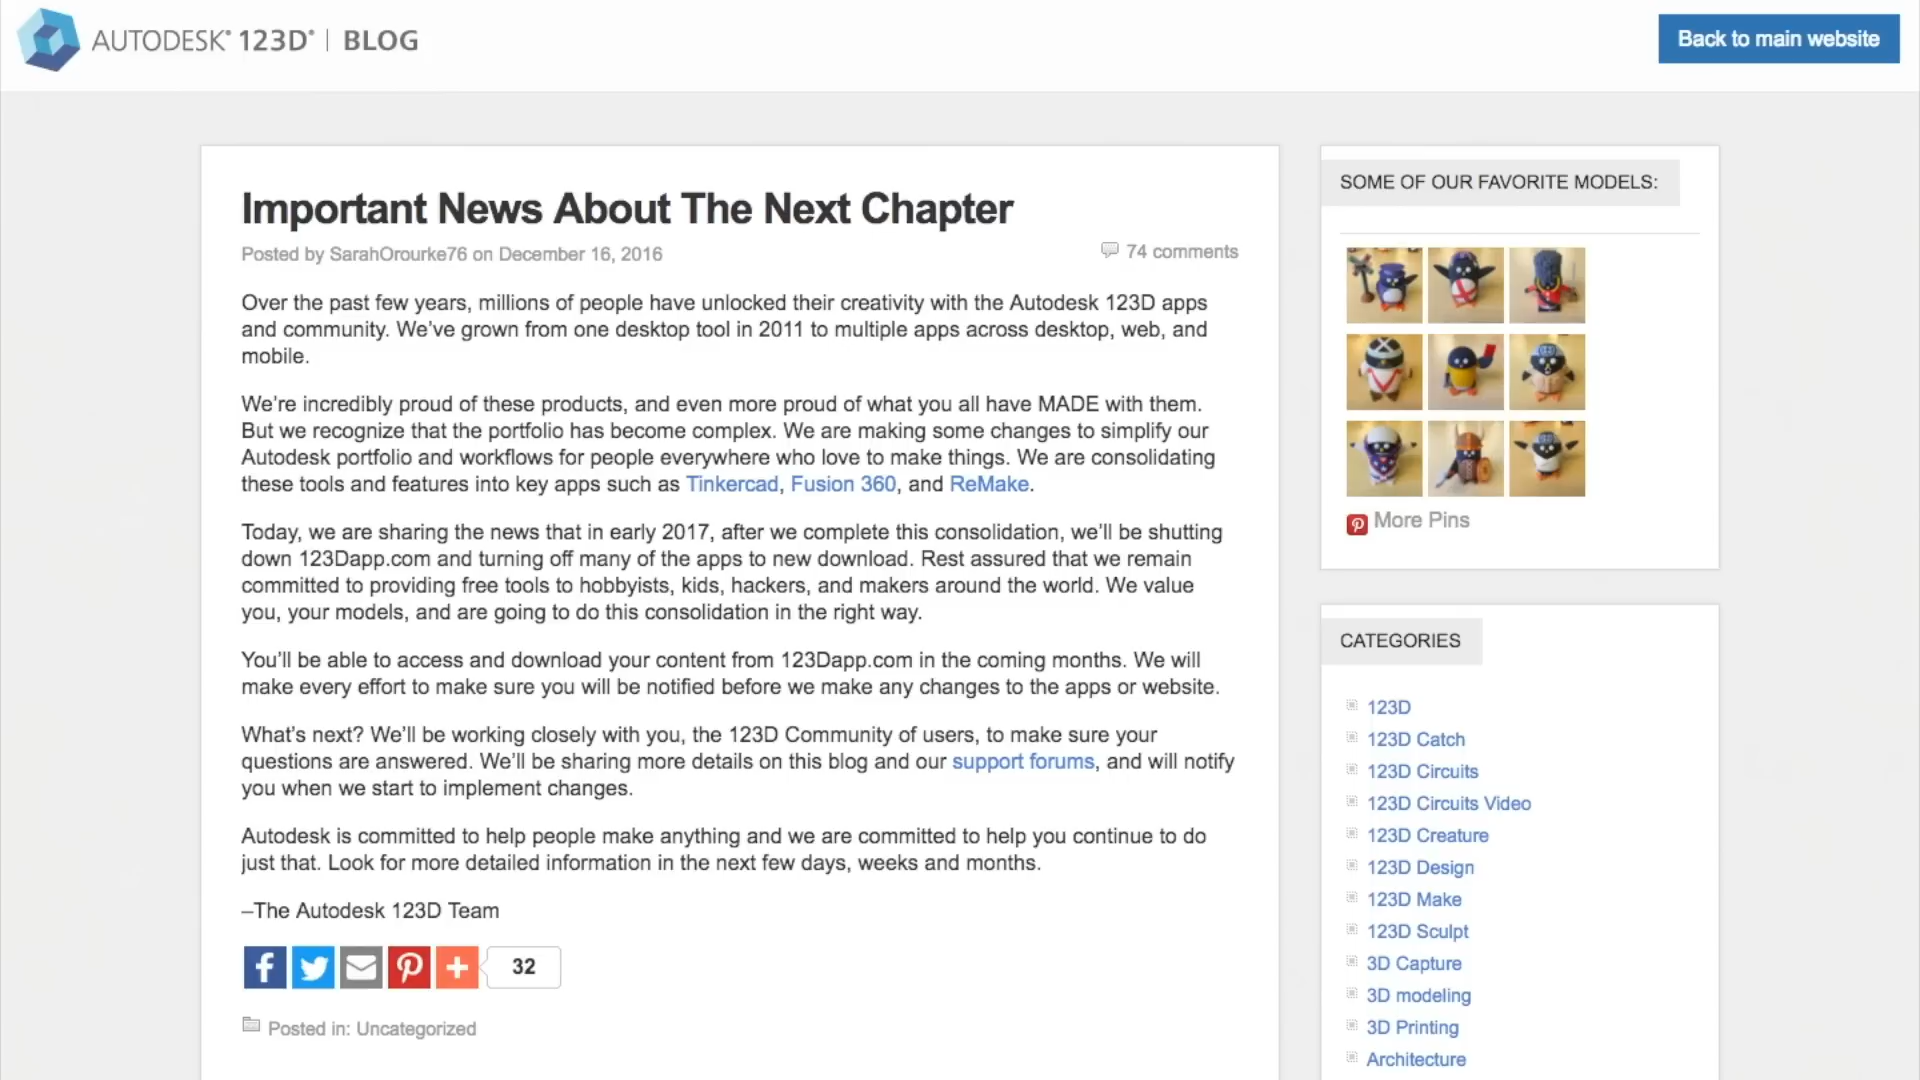 AUTODESK® 123D® | BLOG
Back to main website
Important News About The Next Chapter
Posted by SarahOrourke76 on December 16, 2016
74 comments
Over the past few years, millions of people have unlocked their creativity with the Autodesk 123D apps
and community. We’ve grown from one desktop tool in 2011 to multiple apps across desktop, web, and
mobile.
We’re incredibly proud of these products, and even more proud of what you all have MADE with them.
But we recognize that the portfolio has become complex. We are making some changes to simplify our
Autodesk portfolio and workflows for people everywhere who love to make things. We are consolidating
these tools and features into key apps such as Tinkercad, Fusion 360, and ReMake.
Today, we are sharing the news that in early 2017, after we complete this consolidation, we’ll be shutting
down 123Dapp.com and turning off many of the apps to new download. Rest assured that we remain
committed to providing free tools to hobbyists, kids, hackers, and makers around the world. We value
you, your models, and are going to do this consolidation in the right way.
You’ll be able to access and download your content from 123Dapp.com in the coming months. We will
make every effort to make sure you will be notified before we make any changes to the apps or website.
What’s next? We’ll be working closely with you, the 123D Community of users, to make sure your
questions are answered. We’ll be sharing more details on this blog and our support forums, and will notify
you when we start to implement changes.
Autodesk is committed to help people make anything and we are committed to help you continue to do
just that. Look for more detailed information in the next few days, weeks and months.
–The Autodesk 123D Team
32
Posted in: Uncategorized
SOME OF OUR FAVORITE MODELS:
More Pins
CATEGORIES
123D
123D Catch
123D Circuits
123D Circuits Video
123D Creature
123D Design
123D Make
123D Sculpt
3D Capture
3D modeling
3D Printing
Architecture